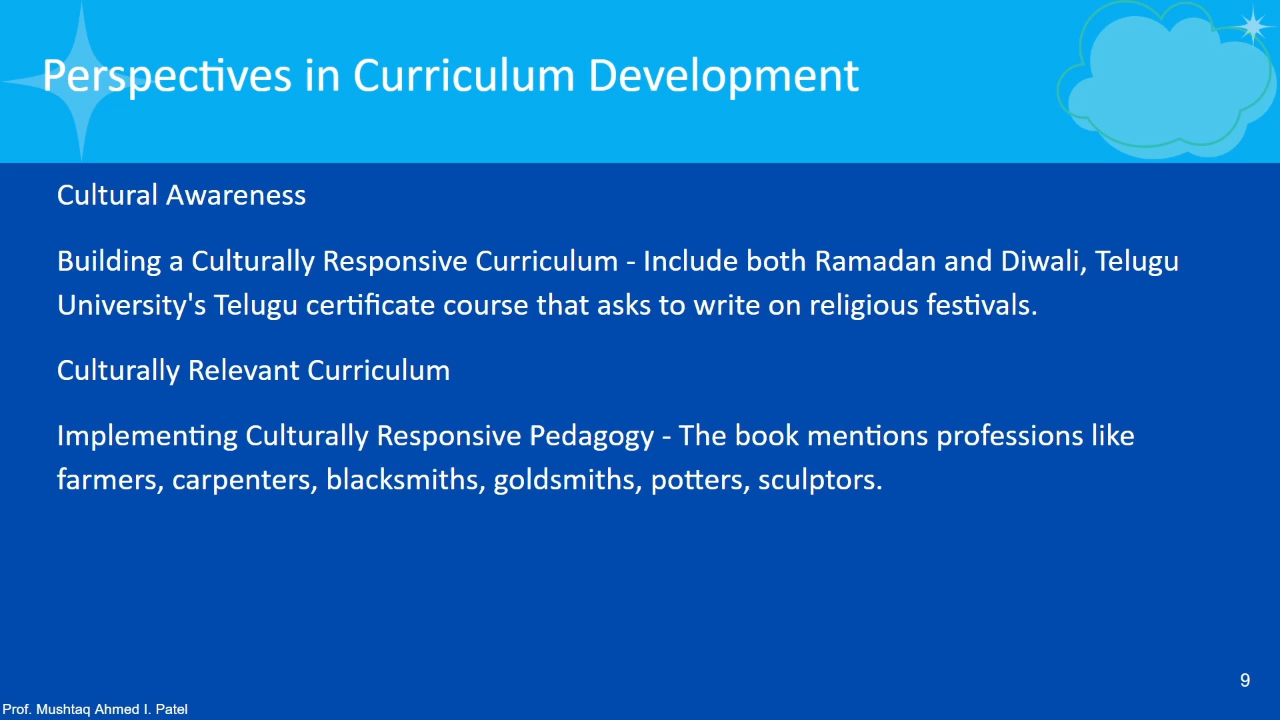 Perspectives in Curriculum Development
Cultural Awareness
Building a Culturally Responsive Curriculum - Include both Ramadan and Diwali, Telugu
University's Telugu certificate course that asks to write on religious festivals.
Culturally Relevant Curriculum
Implementing Culturally Responsive Pedagogy - The book mentions professions like
farmers, carpenters, blacksmiths, goldsmiths, potters, sculptors.
9
Prof. Mushtaq Ahmed I. Patel